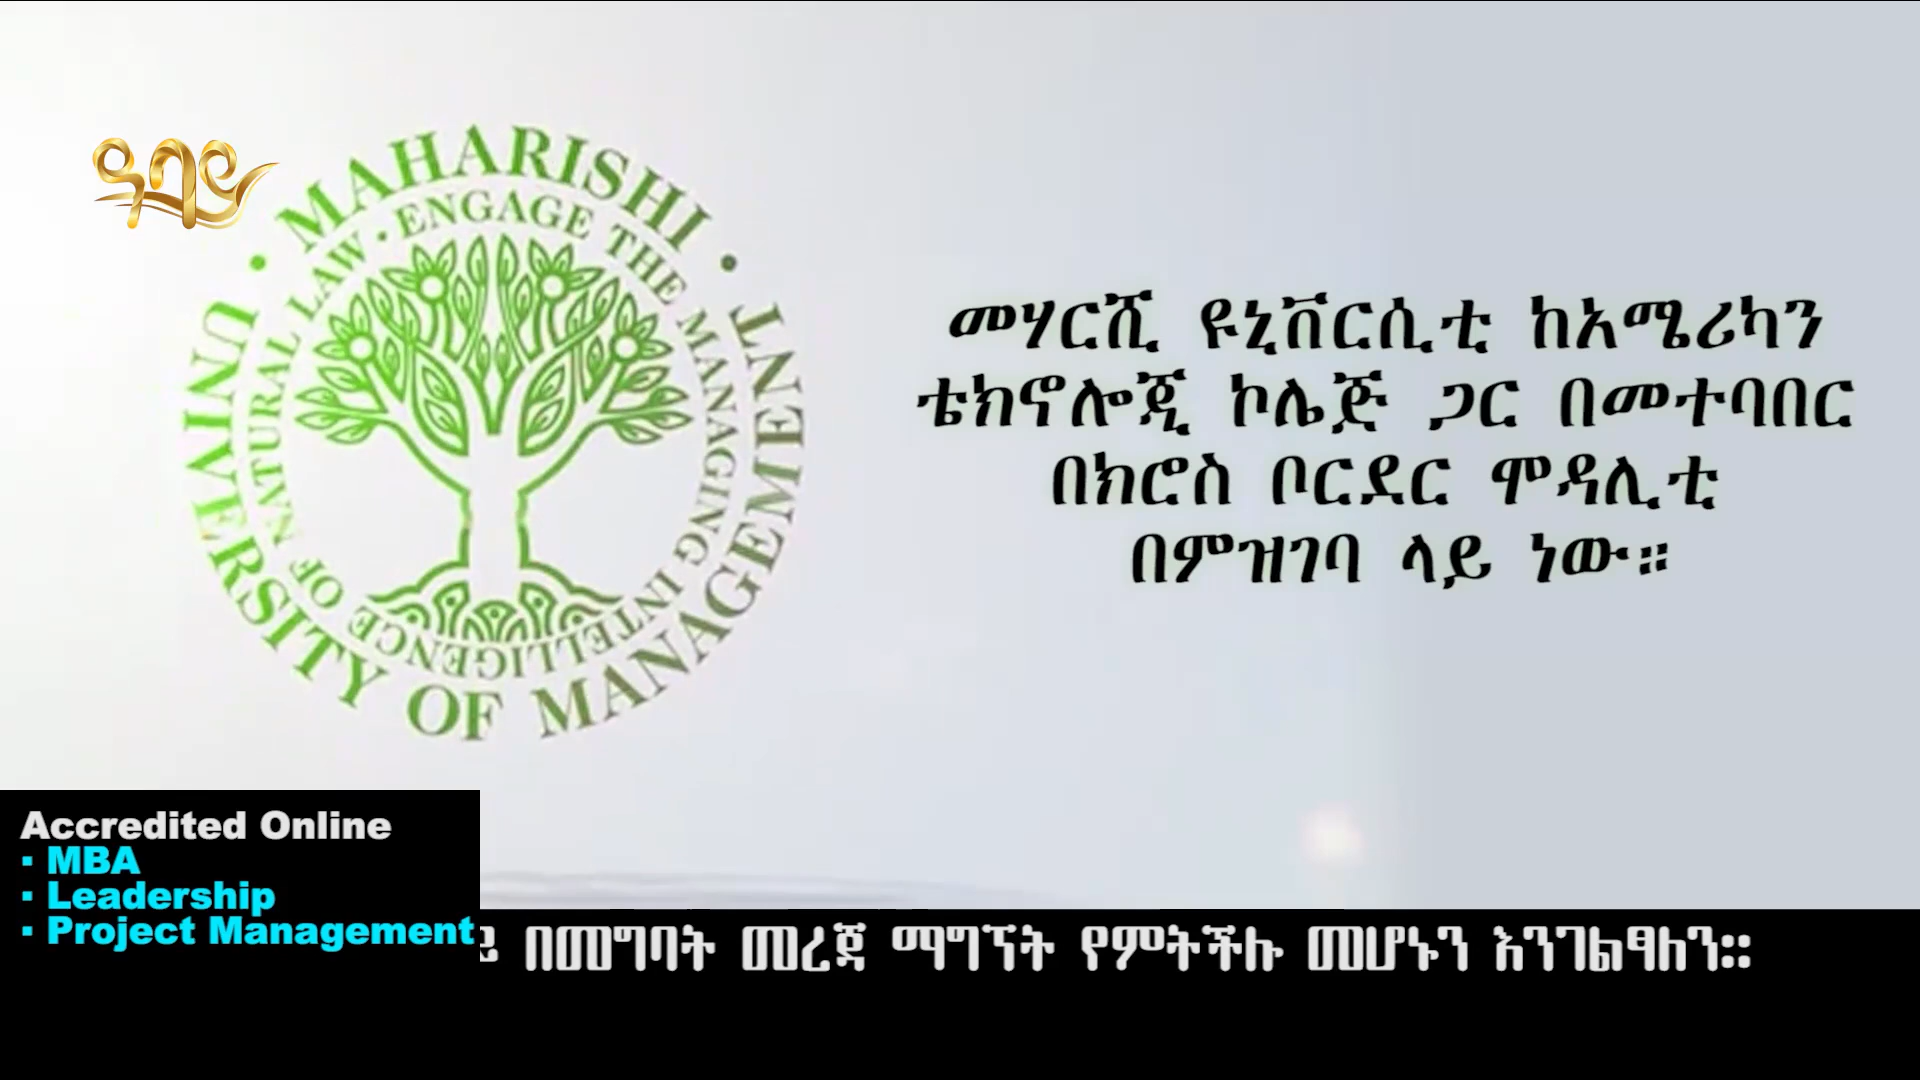 ዓባይ
MAHARISHI • UNIVERSITY OF MANAGEMENT •
ENGAGE THE MANAGING INTELLIGENCE OF NATURAL LAW •
መሃርሺ ዩኒቨርሲቲ ከአሜሪካን
ቴክኖሎጂ ኮሌጅ ጋር በመተባበር
በክሮስ ቦርደር ሞዳሊቲ
በምዝገባ ላይ ነው።
Accredited Online
▪ MBA
▪ Leadership
▪ Project Management
በመግባት መረጃ ማግኘት የምትችሉ መሆኑን እንገልፃለን።